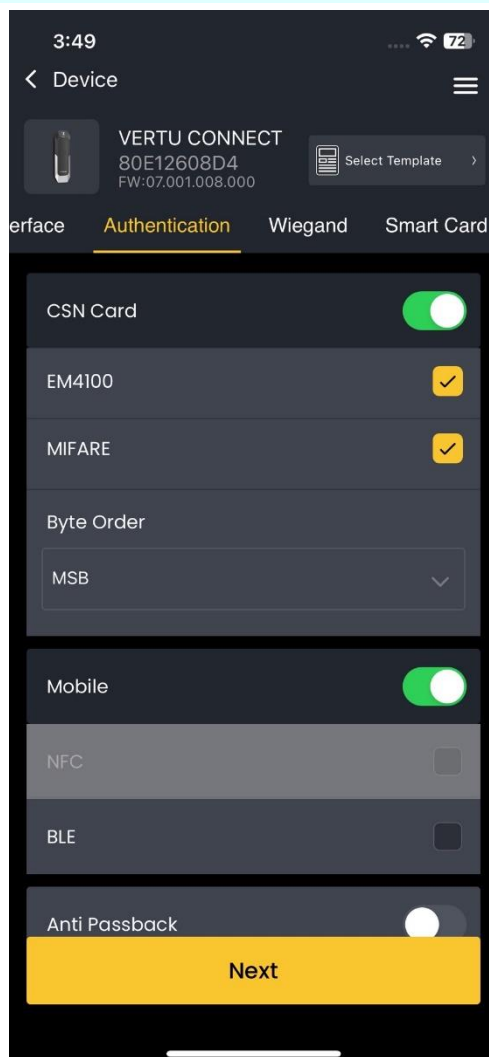 3:49
72
Device
VERTU CONNECT
80E12608D4
FW:07.001.008.000
Select Template
erface Authentication Wiegand Smart Card
CSN Card
EM4100
MIFARE
Byte Order
MSB
Mobile
NFC
BLE
Anti Passback
Next